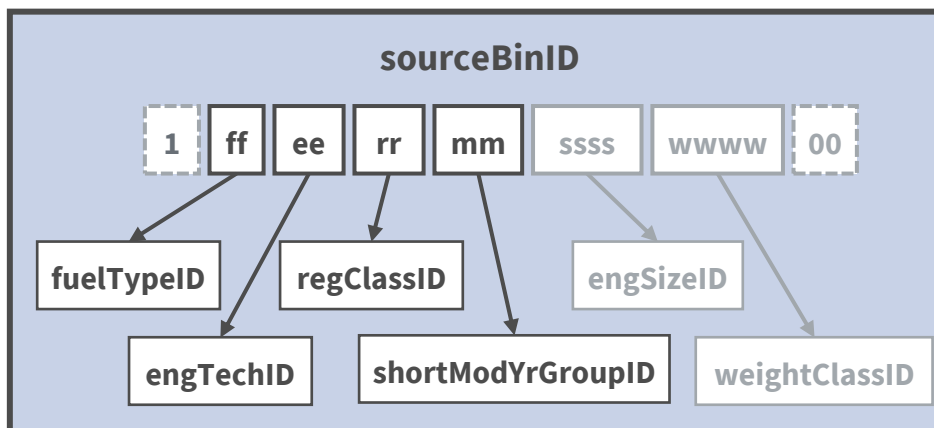 sourceBinID
1 ff ee rr mm ssss wwww 00
fuelTypeID regClassID engSizeID
engTechID shortModYrGroupID weightClassID